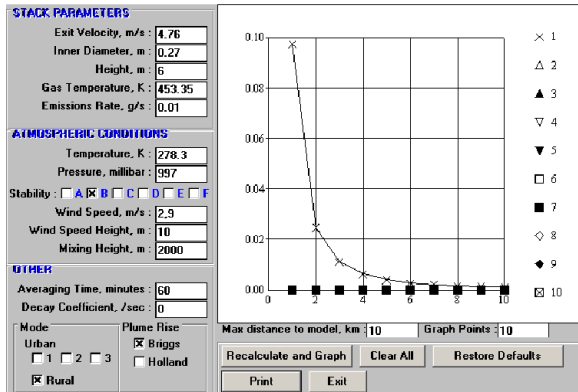 STACK PARAMETERS
Exit Velocity, m/s : 4.76
Inner Diameter, m : 0.27
Height, m : 6
Gas Temperature, K : 453.35
Emissions Rate, g/s : 0.01
ATMOSPHERIC CONDITIONS
Temperature, K : 278.3
Pressure, millibar : 997
Stability : A B C D E F
Wind Speed, m/s : 2,9
Wind Speed Height, m : 10
Mixing Height, m : 2000
OTHER
Averaging Time, minutes : 60
Decay Coefficient, /sec : 0
Mode
Urban
1 2 3
Rural
Plume Rise
Briggs
Holland
0.10
0.08
0.06
0.04
0.02
0.00
0 2 4 6 8 10
1
2
3
4
5
6
7
8
9
10
Max distance to model, km : 10 Graph Points : 10
Recalculate and Graph Clear All Restore Defaults
Print Exit